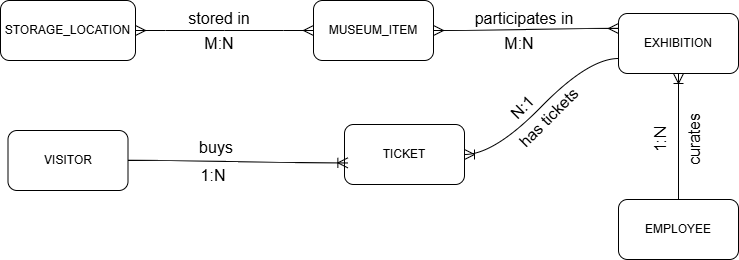 stored in
participates in
STORAGE_LOCATION
MUSEUM_ITEM
EXHIBITION
M:N
M:N
N:1
has tickets
buys
VISITOR
TICKET
1:N
1:N
curates
EMPLOYEE